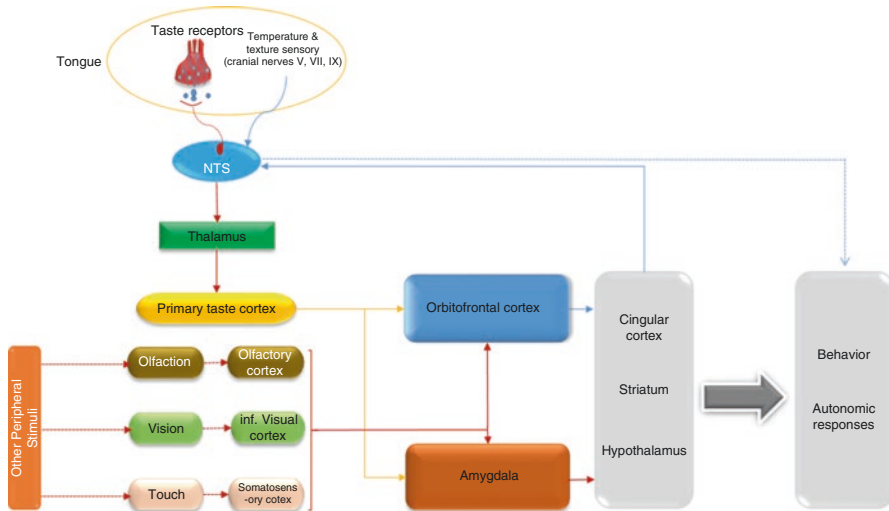 Taste receptors
Temperature &
texture sensory
(cranial nerves V, VII, IX)
Tongue
NTS
Thalamus
Primary taste cortex
Orbitofrontal cortex
Cingular
cortex
Striatum
Hypothalamus
Behavior
Autonomic
responses
Other Peripheral
Stimuli
Olfaction
Olfactory
cortex
Vision
inf. Visual
cortex
Touch
Somatosens
-ory cotex
Amygdala